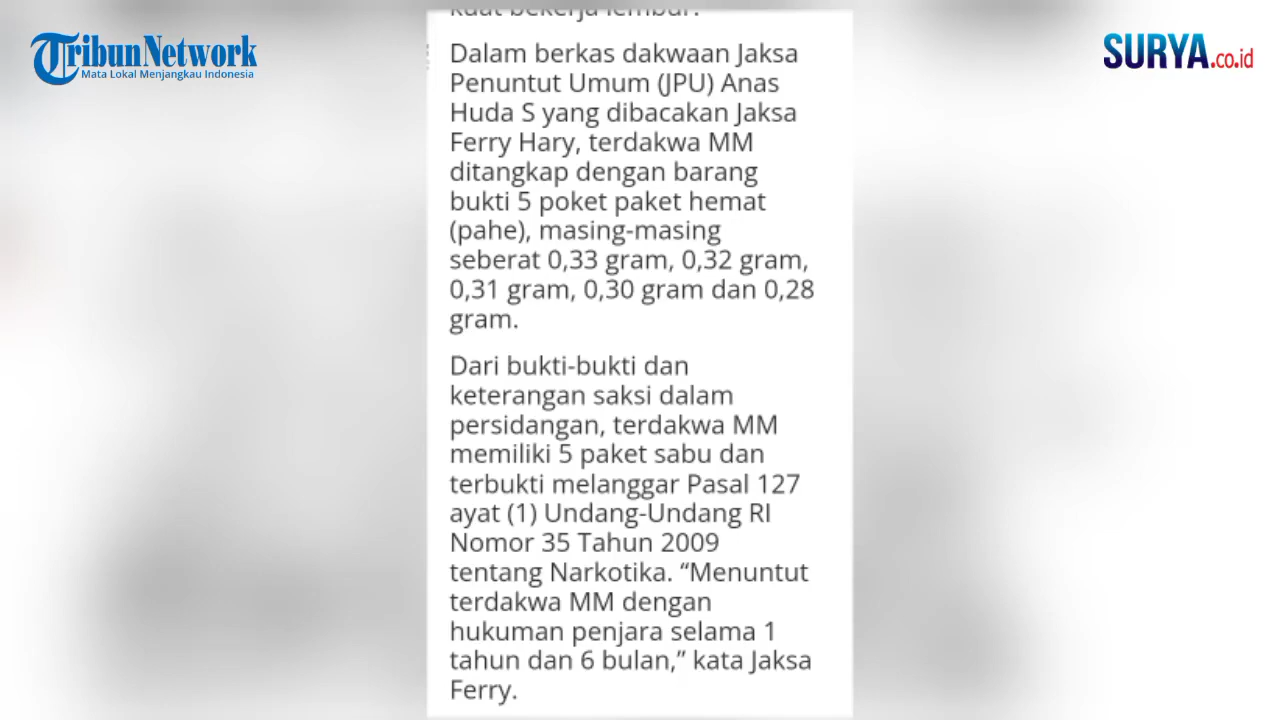 TribunNetwork
Mata Lokal Menjangkau Indonesia
SURYA.co.id
kuat bekerja lembur.
Dalam berkas dakwaan Jaksa
Penuntut Umum (JPU) Anas
Huda S yang dibacakan Jaksa
Ferry Hary, terdakwa MM
ditangkap dengan barang
bukti 5 poket paket hemat
(pahe), masing-masing
seberat 0,33 gram, 0,32 gram,
0,31 gram, 0,30 gram dan 0,28
gram.
Dari bukti-bukti dan
keterangan saksi dalam
persidangan, terdakwa MM
memiliki 5 paket sabu dan
terbukti melanggar Pasal 127
ayat (1) Undang-Undang RI
Nomor 35 Tahun 2009
tentang Narkotika. “Menuntut
terdakwa MM dengan
hukuman penjara selama 1
tahun dan 6 bulan,” kata Jaksa
Ferry.